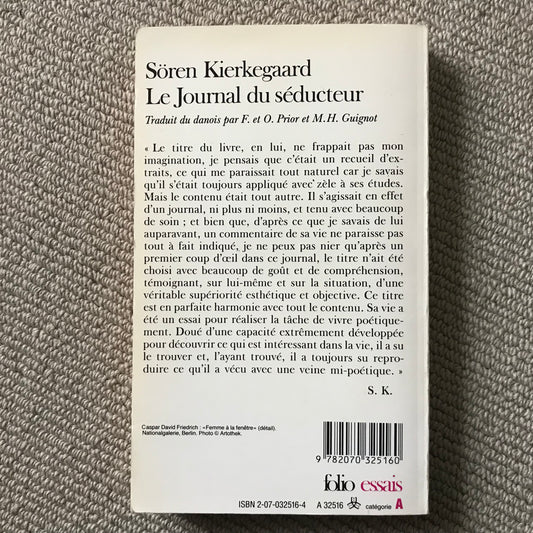 Sören Kierkegaard
Le Journal du séducteur
Traduit du danois par F. et O. Prior et M.H. Guignot
« Le titre du livre, en lui, ne frappait pas mon
imagination, je pensais que c'était un recueil d'ex-
traits, ce qui me paraissait tout naturel car je savais
qu'il s'était toujours appliqué avec zèle à ses études.
Mais le contenu était tout autre. Il s'agissait en effet
d'un journal, ni plus ni moins, et tenu avec beaucoup
de soin ; et bien que, d'après ce que je savais de lui
auparavant, un commentaire de sa vie ne paraisse pas
tout à fait indiqué, je ne peux pas nier qu'après un
premier coup d'œil dans ce journal, le titre n'ait été
choisi avec beaucoup de goût et de compréhension,
témoignant, sur lui-même et sur la situation, d'une
véritable supériorité esthétique et objective. Ce titre
est en parfaite harmonie avec tout le contenu. Sa vie a
été un essai pour réaliser la tâche de vivre poétique-
ment. Doué d'une capacité extrêmement développée
pour découvrir ce qui est intéressant dans la vie, il a su
le trouver et, l'ayant trouvé, il a toujours su repro-
duire ce qu'il a vécu avec une veine mi-poétique. »
S. K.
Caspar David Friedrich : «Femme à la fenêtre» (détail).
Nationalgalerie, Berlin. Photo © Artothek.
9 782070 325160
folio essais
ISBN 2-07-032516-4 A 32516 catégorie A